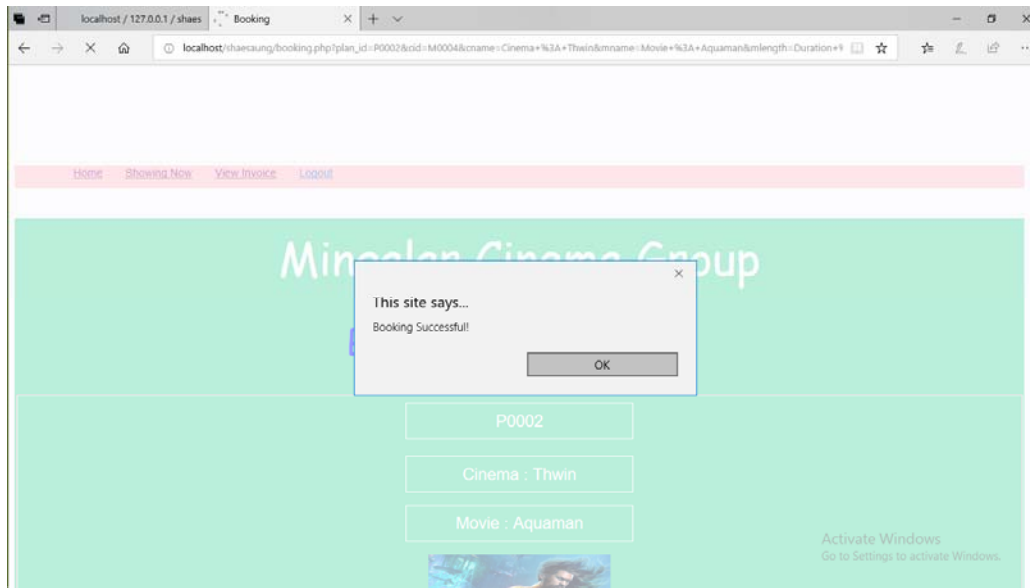 localhost / 127.0.0.1 / shaes
Booking
localhost/shaesaung/booking.php?plan_id=P0002&cid=M0004&cname=Cinema+%3A+Thwin&mname=Movie+%3A+Aquaman&mlength=Duration+%
Home Showing Now View Invoice Logout
Group
This site says...
Booking Successful!
OK
P0002
Cinema : Thwin
Movie : Aquaman
Activate Windows
Go to Settings to activate Windows.